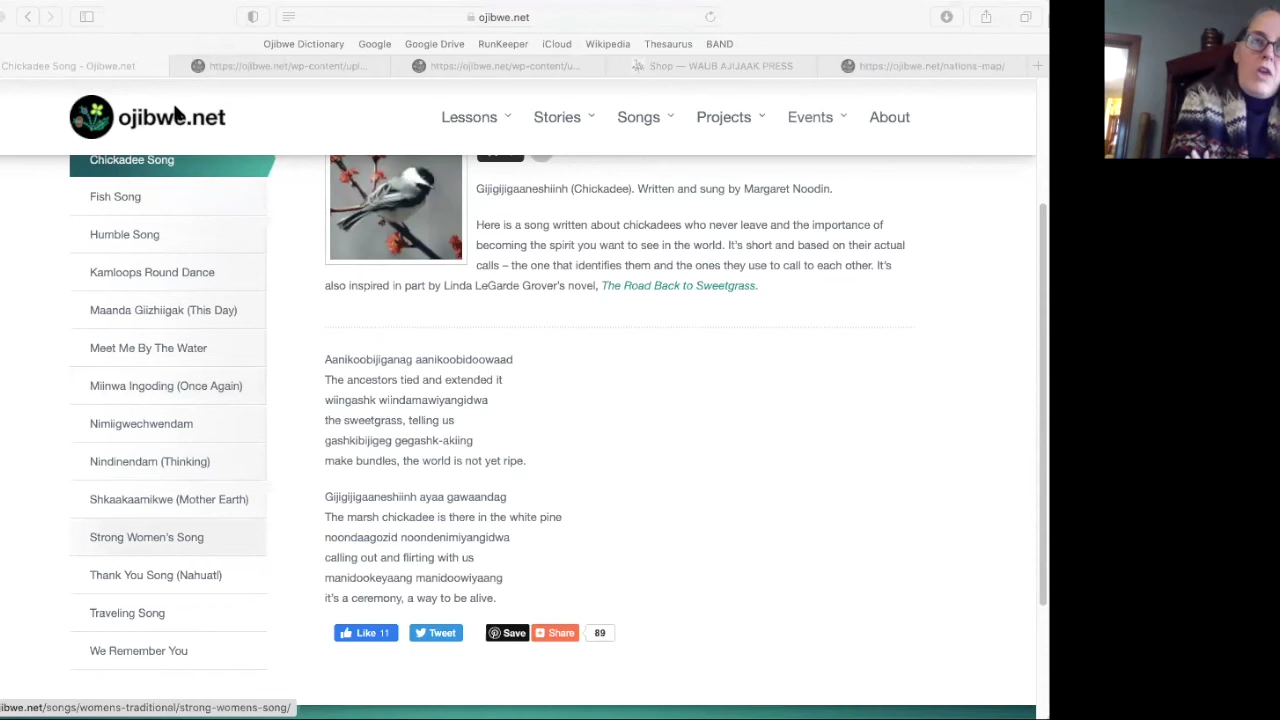 ojibwe.net
Ojibwe Dictionary Google Google Drive RunKeeper iCloud Wikipedia Thesaurus BAND
Chickadee Song - Ojibwe.net https://ojibwe.net/wp-content/upl... https://ojibwe.net/wp-content/u... Shop — WAUB AJIJAAK PRESS https://ojibwe.net/nations-map/
ojibwe.net Lessons Stories Songs Projects Events About
Chickadee Song
Fish Song
Humble Song
Kamloops Round Dance
Maanda Giizhiigak (This Day)
Meet Me By The Water
Miinwa Ingoding (Once Again)
Nimiigwechwendam
Nindinendam (Thinking)
Shkaakaamikwe (Mother Earth)
Strong Women's Song
Thank You Song (Nahuatl)
Traveling Song
We Remember You
Gijigijigaaneshiinh (Chickadee). Written and sung by Margaret Noodin.
Here is a song written about chickadees who never leave and the importance of
becoming the spirit you want to see in the world. It's short and based on their actual
calls – the one that identifies them and the ones they use to call to each other. It's
also inspired in part by Linda LeGarde Grover's novel, The Road Back to Sweetgrass.
Aanikoobijiganag aanikoobidoowaad
The ancestors tied and extended it
wiingashk wiindamawiyangidwa
the sweetgrass, telling us
gashkibijigeg gegashk-akiing
make bundles, the world is not yet ripe.
Gijigijigaaneshiinh ayaa gawaandag
The marsh chickadee is there in the white pine
noondaagozid noondenimiyangidwa
calling out and flirting with us
manidookeyaang manidoowiyaang
it's a ceremony, a way to be alive.
Like 11 Tweet Save Share 89
jibwe.net/songs/womens-traditional/strong-womens-song/